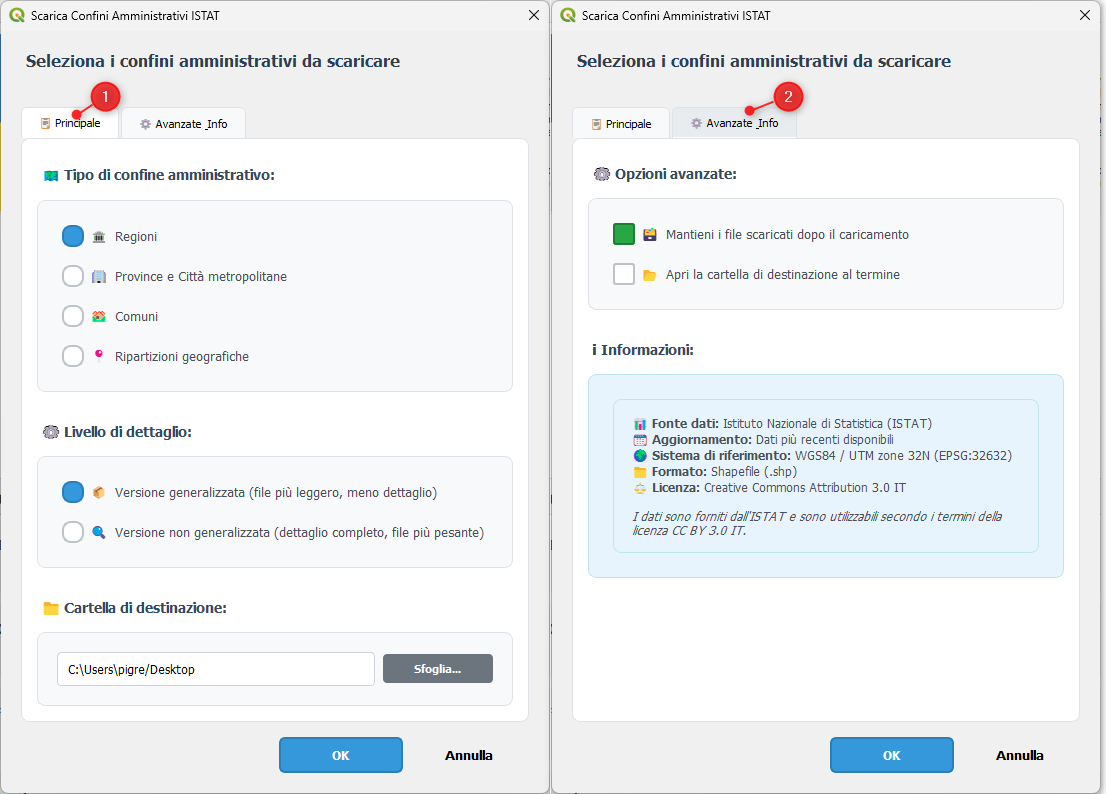 Scarica Confini Amministrativi ISTAT
Seleziona i confini amministrativi da scaricare
1
Principale
Avanzate_Info
Tipo di confine amministrativo:
Regioni
Province e Città metropolitane
Comuni
Ripartizioni geografiche
Livello di dettaglio:
Versione generalizzata (file più leggero, meno dettaglio)
Versione non generalizzata (dettaglio completo, file più pesante)
Cartella di destinazione:
C:\Users\pigre/Desktop
Sfoglia...
OK
Annulla
Scarica Confini Amministrativi ISTAT
Seleziona i confini amministrativi da scaricare
2
Principale
Avanzate_Info
Opzioni avanzate:
Mantieni i file scaricati dopo il caricamento
Apri la cartella di destinazione al termine
i Informazioni:
Fonte dati: Istituto Nazionale di Statistica (ISTAT)
Aggiornamento: Dati più recenti disponibili
Sistema di riferimento: WGS84 / UTM zone 32N (EPSG:32632)
Formato: Shapefile (.shp)
Licenza: Creative Commons Attribution 3.0 IT
I dati sono forniti dall'ISTAT e sono utilizzabili secondo i termini della
licenza CC BY 3.0 IT.
OK
Annulla